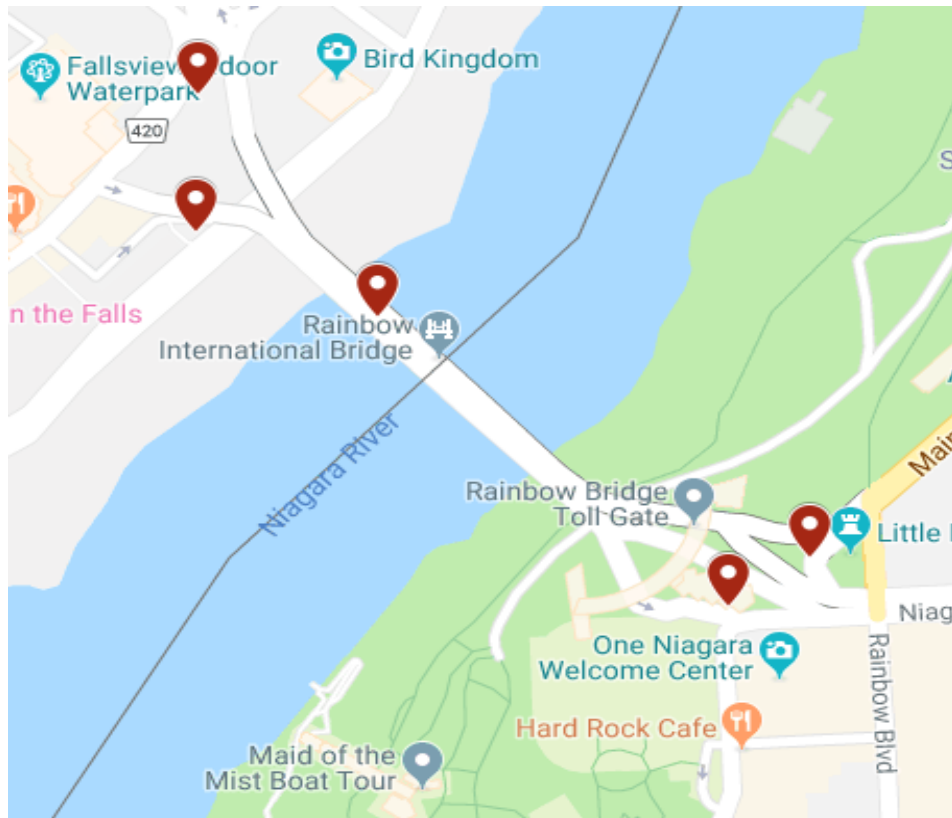 Bird Kingdom
Fallsview
door
Waterpark
420
n the Falls
Rainbow
International Bridge
Niagara River
Main
Rainbow Bridge
Toll Gate
Little
Niag
One Niagara
Welcome Center
Rainbow Blvd
Hard Rock Cafe
Maid of the
Mist Boat Tour